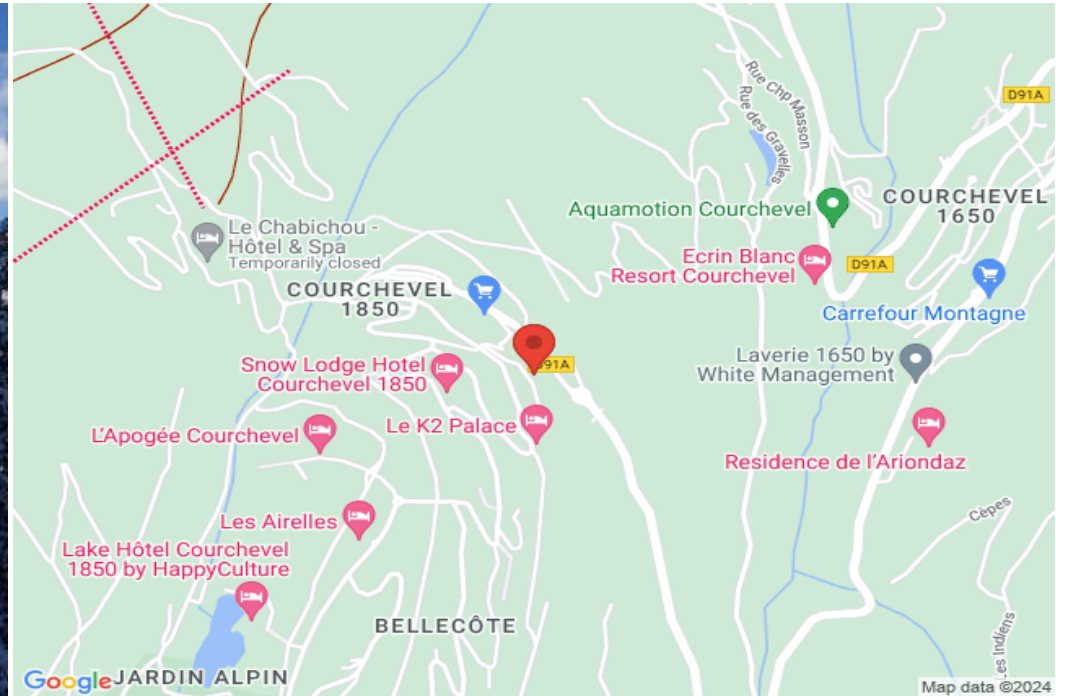 Rue Chp Masson
Rue des Gravelles
D91A
Aquamotion Courchevel
COURCHEVEL
1650
Le Chabichou -
Hôtel & Spa
Temporarily closed
Ecrin Blanc
Resort Courchevel
D91A
COURCHEVEL
1850
Carrefour Montagne
Snow Lodge Hotel
Courchevel 1850
D91A
Laverie 1650 by
White Management
L'Apogée Courchevel
Le K2 Palace
Residence de l'Ariondaz
Cèpes
Les Airelles
Lake Hôtel Courchevel
1850 by HappyCulture
BELLECÔTE
Les Indiens
Google
JARDIN ALPIN
Map data ©2024